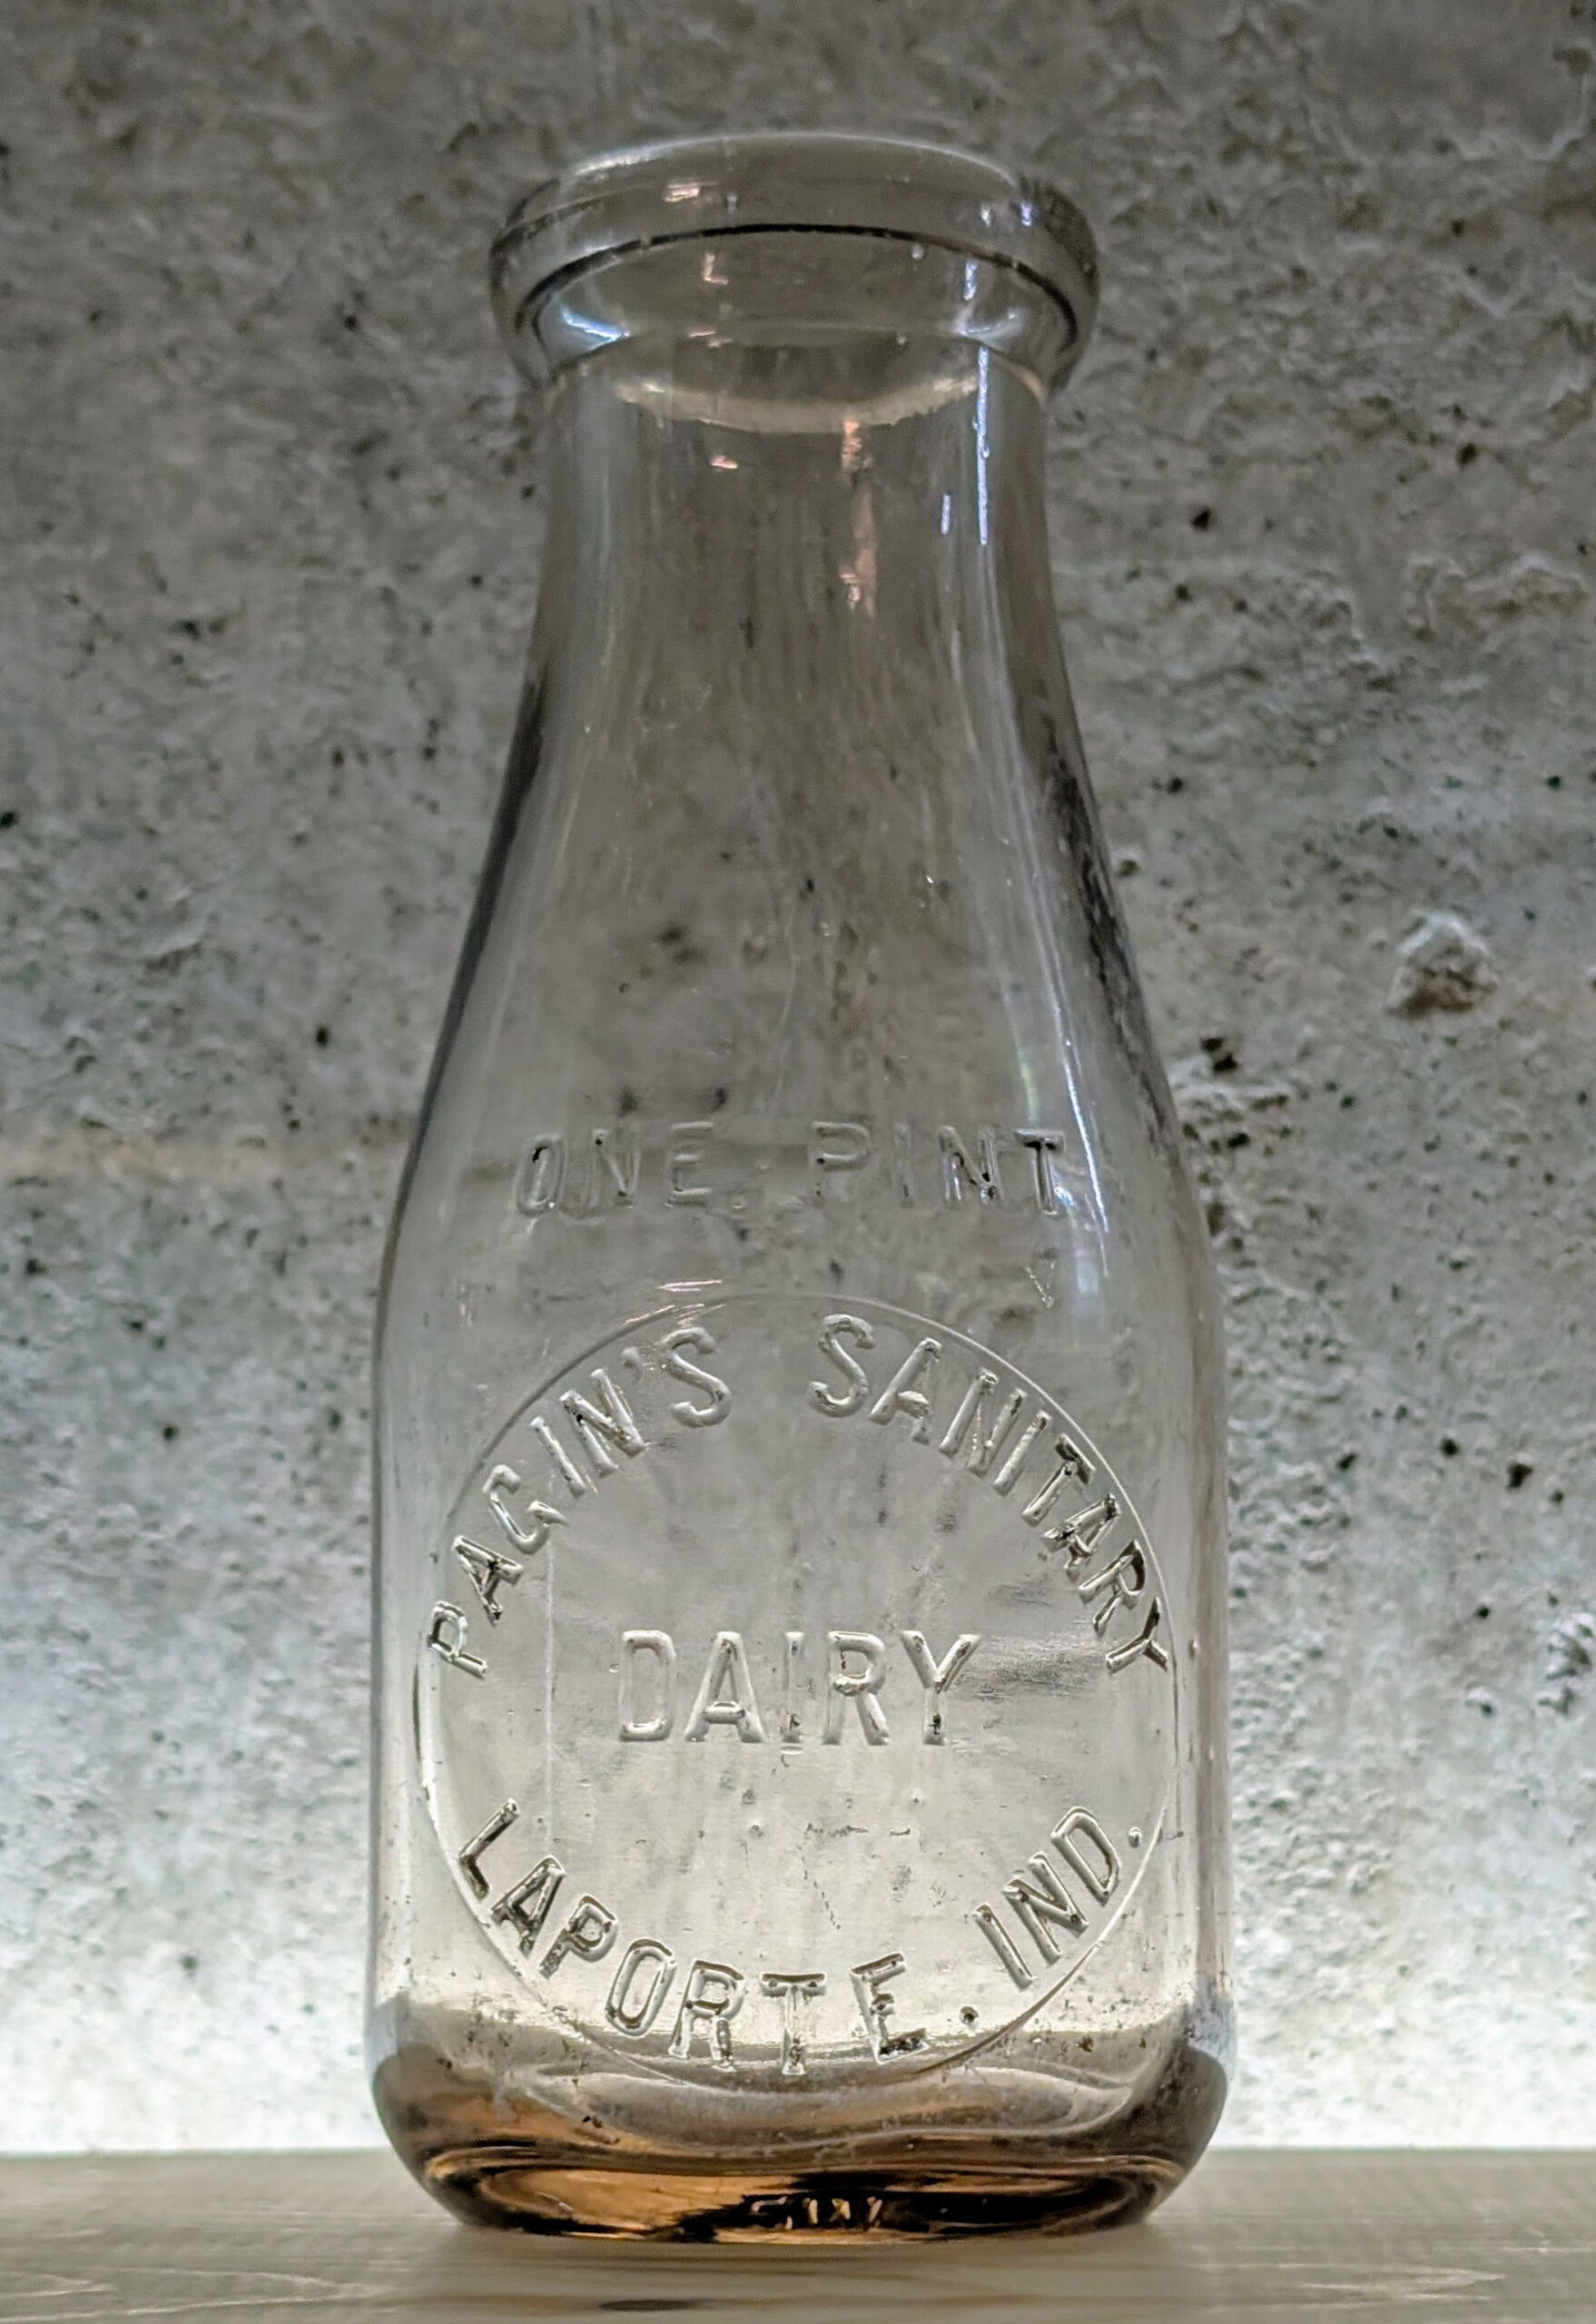 ONE PINT
PAGIN'S SANITARY
DAIRY
LAPORTE. IND.